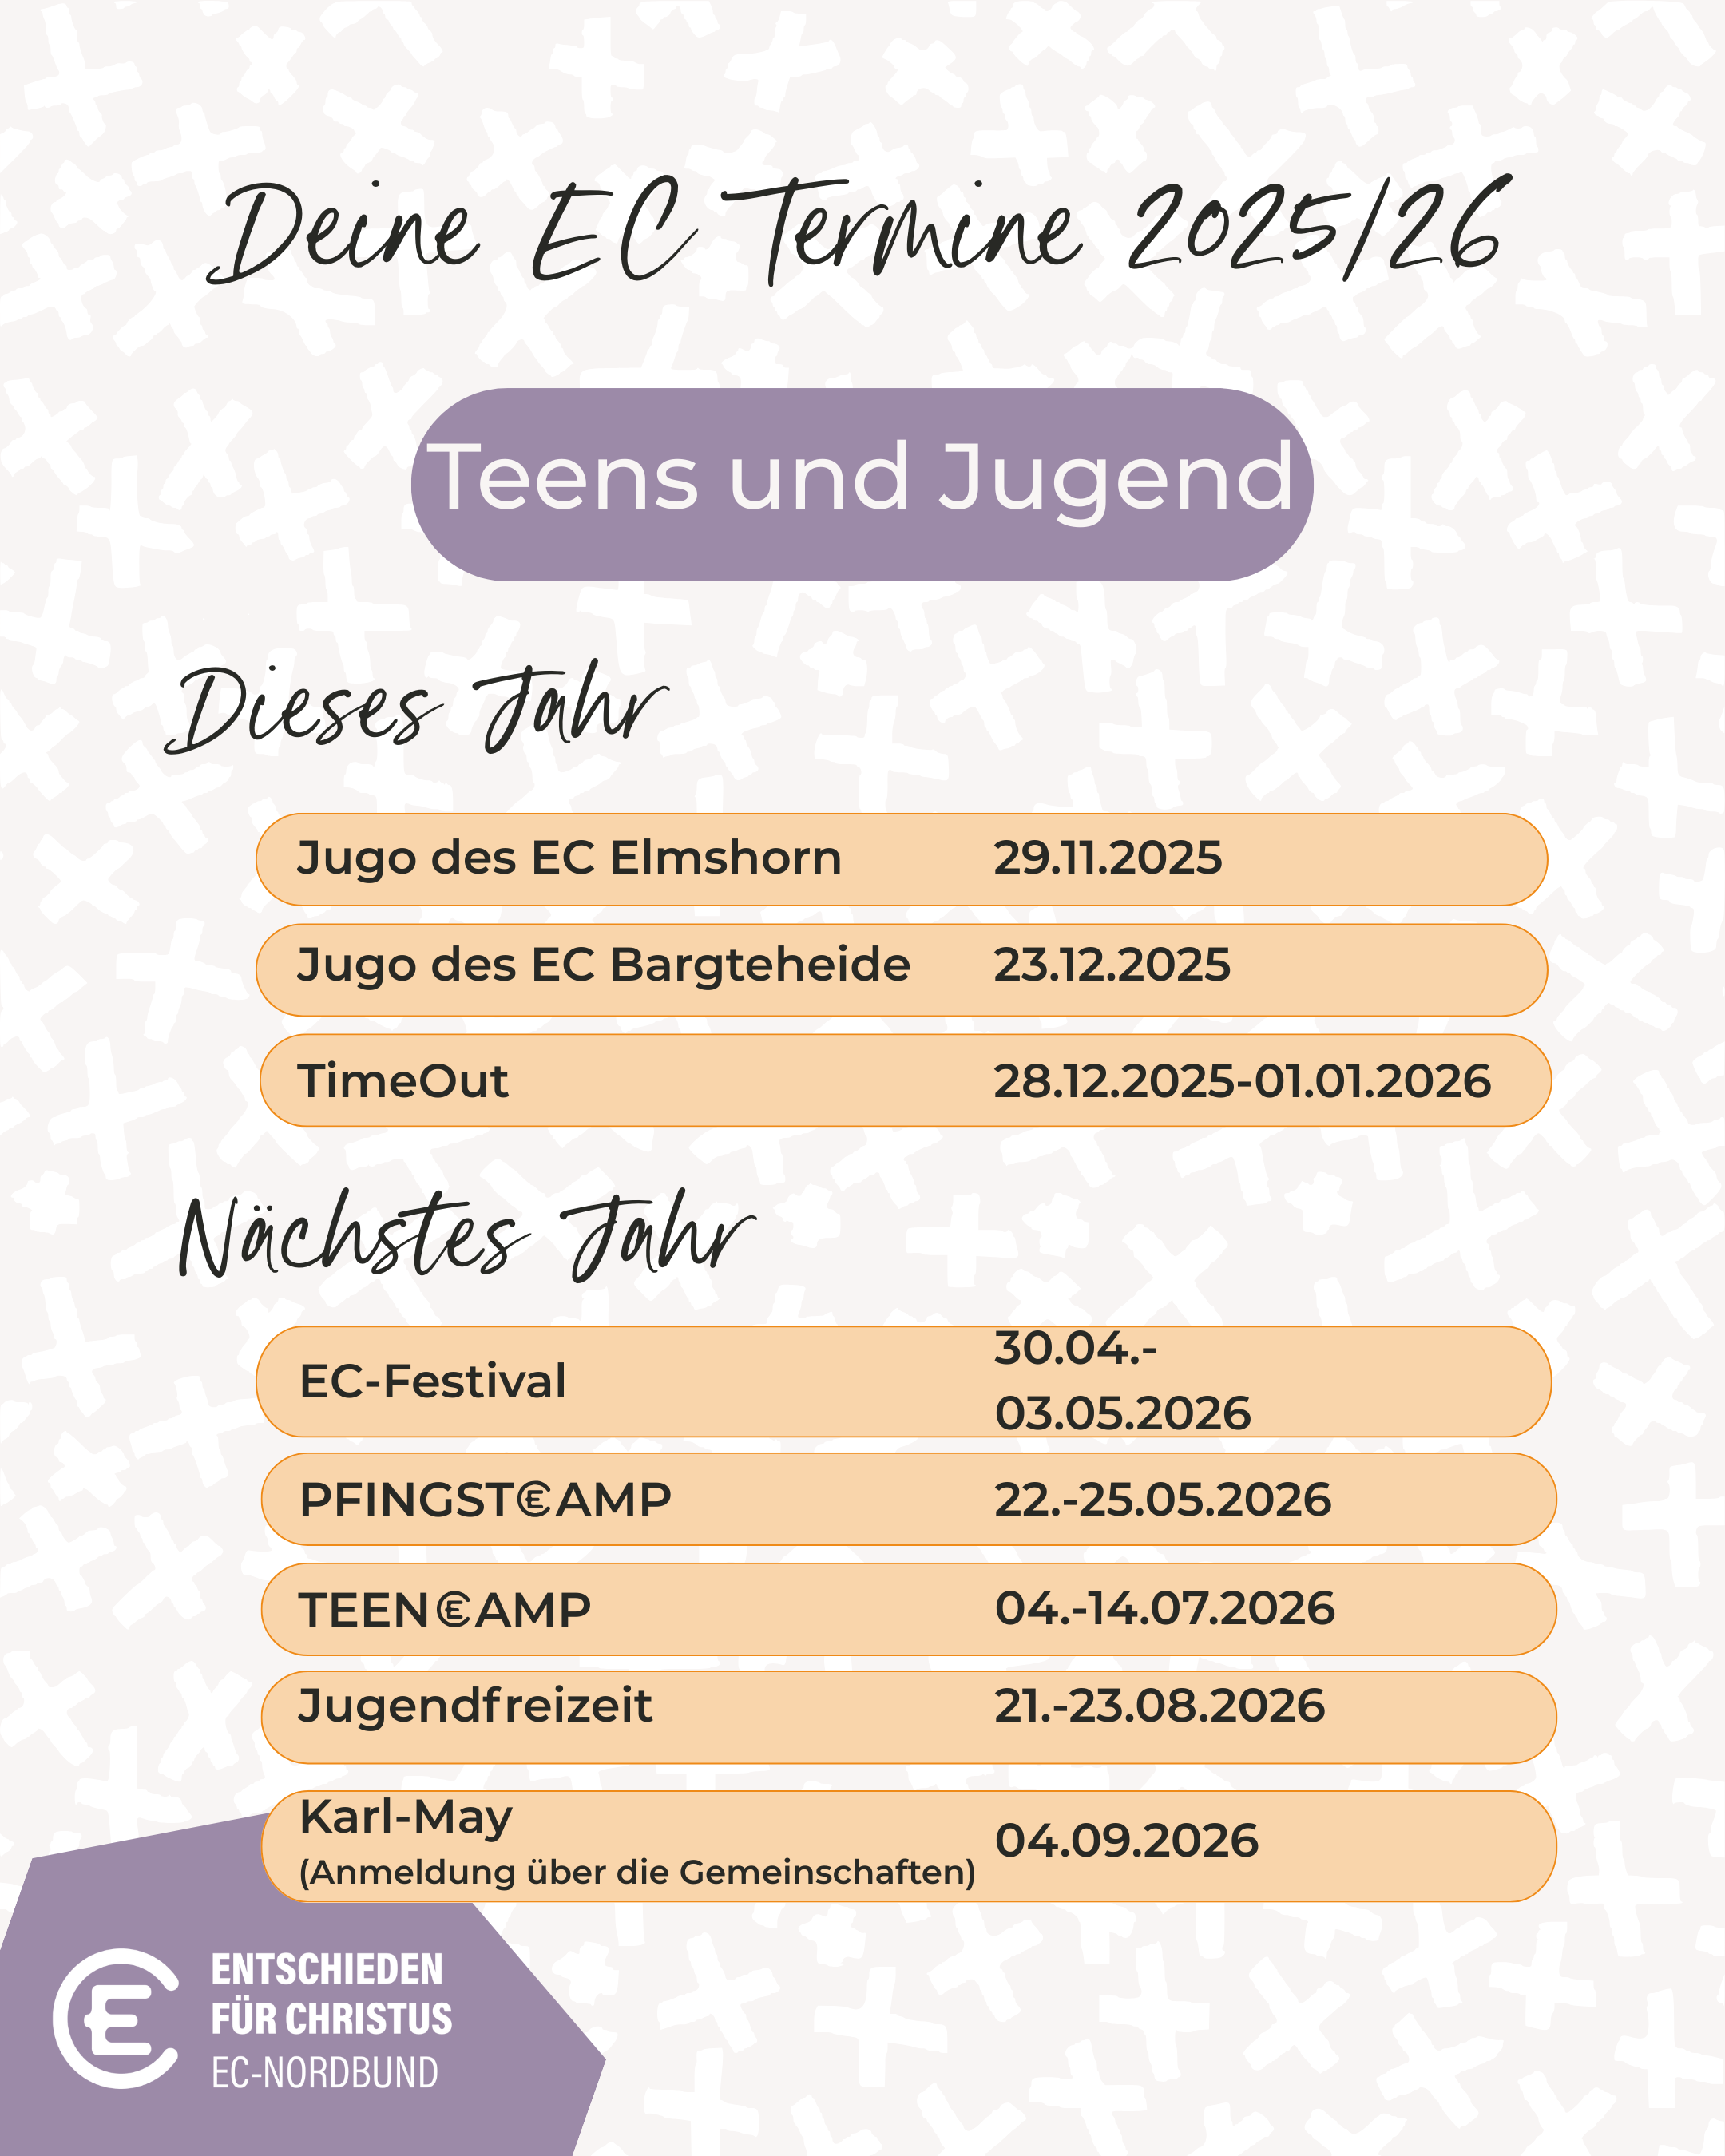 Deine EC Termine 2025/26
Teens und Jugend
Dieses Jahr
Jugo des EC Elmshorn 29.11.2025
Jugo des EC Bargteheide 23.12.2025
TimeOut 28.12.2025-01.01.2026
Nächstes Jahr
EC-Festival 30.04.-
03.05.2026
PFINGSTCAMP 22.-25.05.2026
TEENCAMP 04.-14.07.2026
Jugendfreizeit 21.-23.08.2026
Karl-May
(Anmeldung über die Gemeinschaften) 04.09.2026
ENTSCHIEDEN
FÜR CHRISTUS
EC-NORDBUND